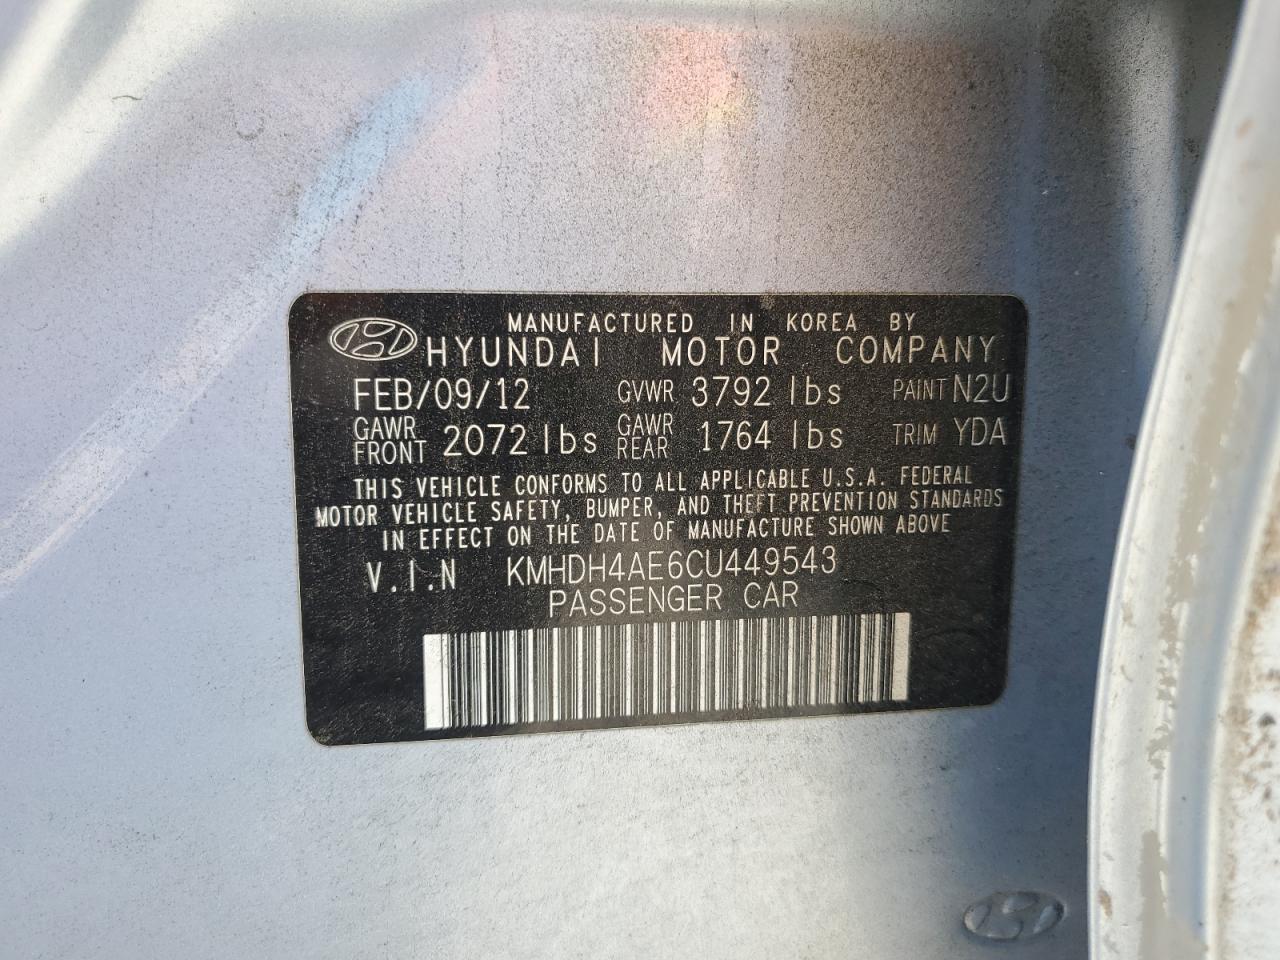 MANUFACTURED IN KOREA BY
HYUNDAI MOTOR COMPANY
FEB/09/12 GVWR 3792 lbs PAINT N2U
GAWR FRONT 2072 lbs GAWR REAR 1764 lbs TRIM YDA
THIS VEHICLE CONFORMS TO ALL APPLICABLE U.S.A. FEDERAL
MOTOR VEHICLE SAFETY, BUMPER, AND THEFT PREVENTION STANDARDS
IN EFFECT ON THE DATE OF MANUFACTURE SHOWN ABOVE
V.I.N KMHDH4AE6CU449543
PASSENGER CAR